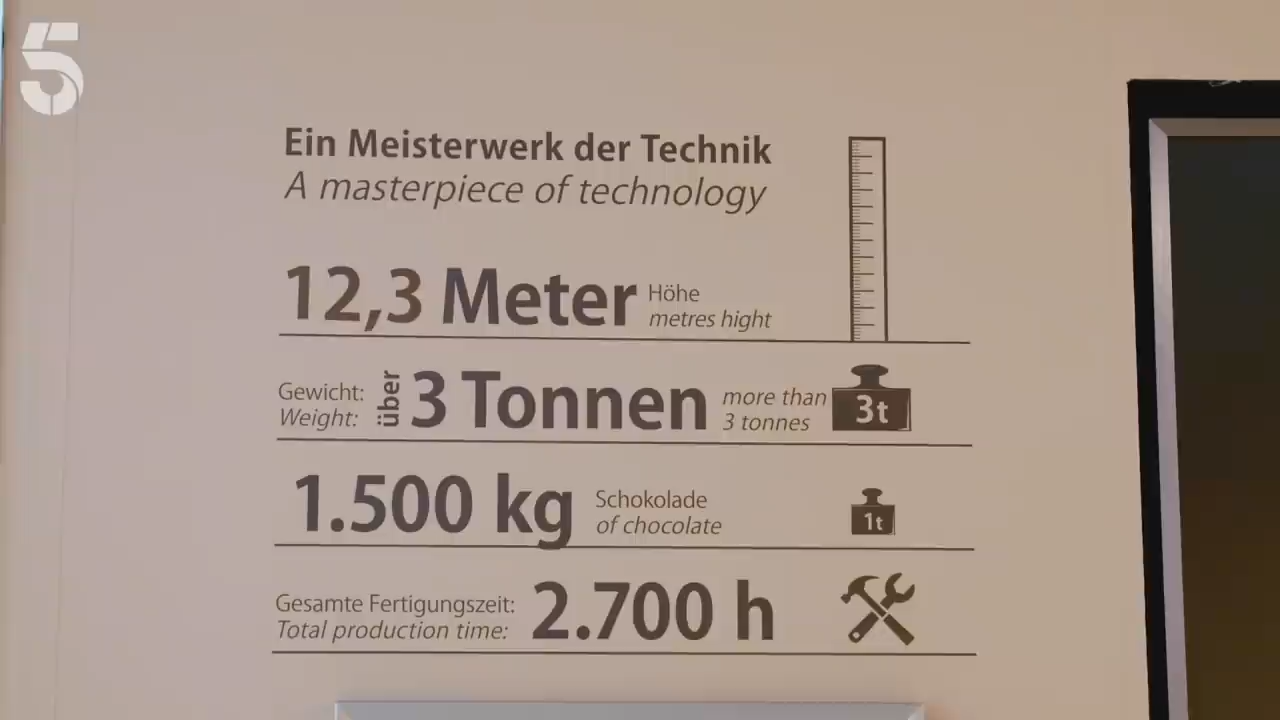 5
Ein Meisterwerk der Technik
A masterpiece of technology
12,3 Meter Höhe
metres hight
Gewicht: über 3 Tonnen more than
Weight: 3 tonnes
3t
1.500 kg Schokolade
of chocolate
1t
Gesamte Fertigungszeit: 2.700 h
Total production time: